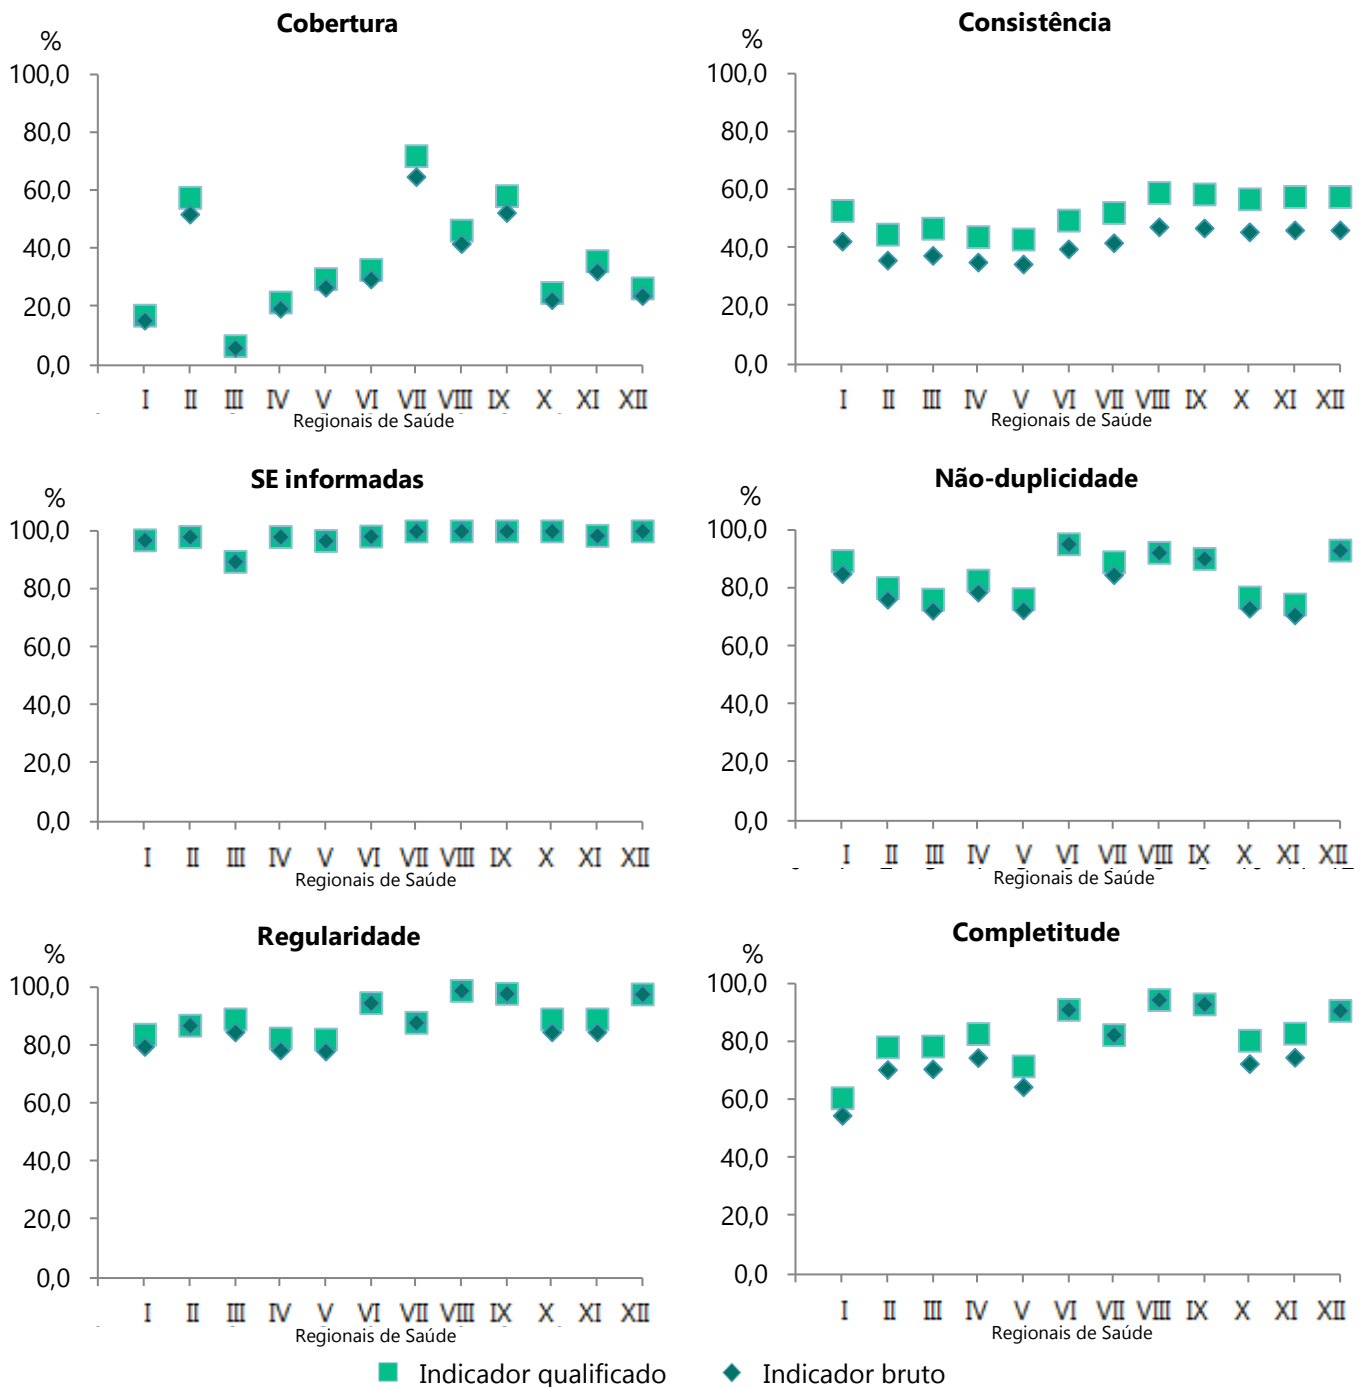 Cobertura
%
100,0
80,0
60,0
40,0
20,0
0,0
I II III IV V VI VII VIII IX X XI XII
Regionais de Saúde
Consistência
%
100,0
80,0
60,0
40,0
20,0
0,0
I II III IV V VI VII VIII IX X XI XII
Regionais de Saúde
SE informadas
%
100,0
80,0
60,0
40,0
20,0
0,0
I II III IV V VI VII VIII IX X XI XII
Regionais de Saúde
Não-duplicidade
%
100,0
80,0
60,0
40,0
20,0
0,0
I II III IV V VI VII VIII IX X XI XII
Regionais de Saúde
Regularidade
%
100,0
80,0
60,0
40,0
20,0
0,0
I II III IV V VI VII VIII IX X XI XII
Regionais de Saúde
Completitude
%
100,0
80,0
60,0
40,0
20,0
0,0
I II III IV V VI VII VIII IX X XI XII
Regionais de Saúde
Indicador qualificado Indicador bruto